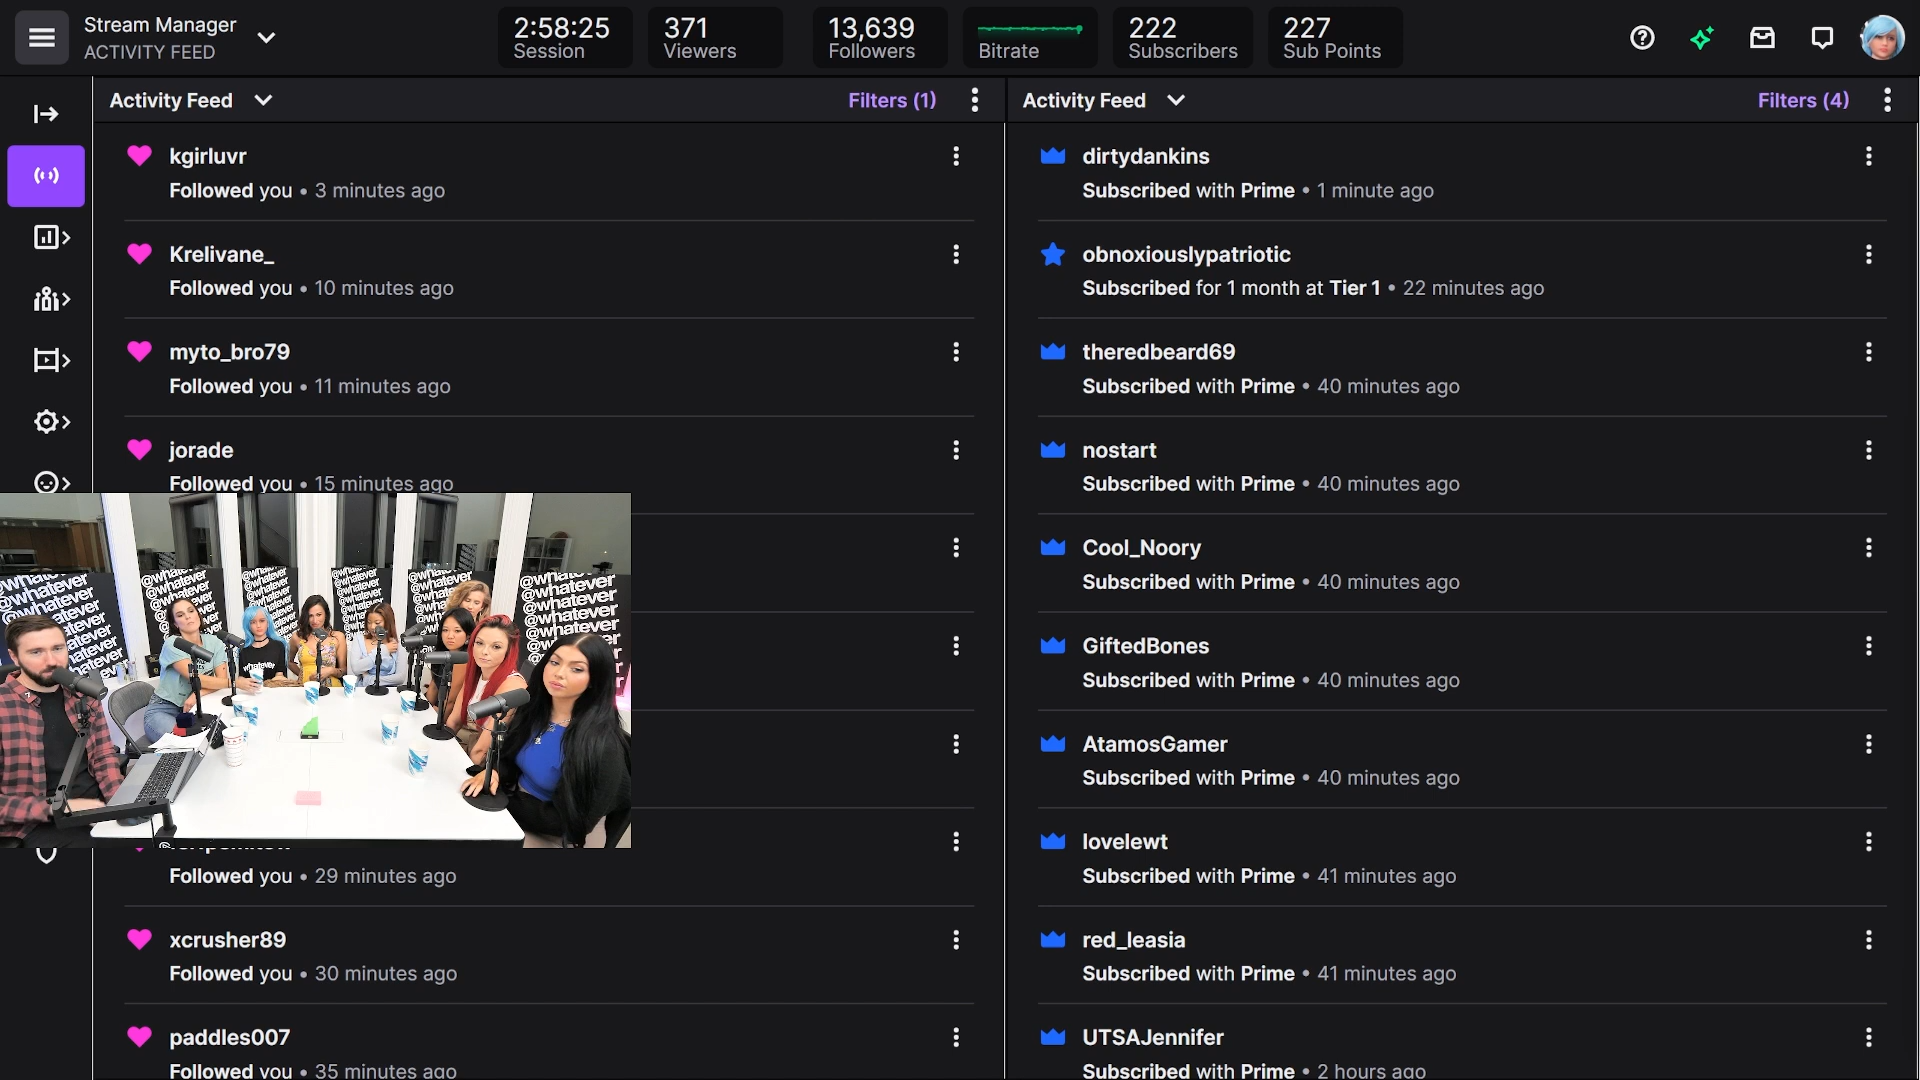 Stream Manager
ACTIVITY FEED
2:58:25
Session
371
Viewers
13,639
Followers
Bitrate
222
Subscribers
227
Sub Points
Activity Feed
Filters (1)
kgirluvr
Followed you • 3 minutes ago
Krelivane_
Followed you • 10 minutes ago
myto_bro79
Followed you • 11 minutes ago
jorade
Followed you • 15 minutes ago
@whatever
@whatever
@whatever
@whatever
whatever
Followed you • 29 minutes ago
xcrusher89
Followed you • 30 minutes ago
paddles007
Followed you • 35 minutes ago
Activity Feed
Filters (4)
dirtydankins
Subscribed with Prime • 1 minute ago
obnoxiouslypatriotic
Subscribed for 1 month at Tier 1 • 22 minutes ago
theredbeard69
Subscribed with Prime • 40 minutes ago
nostart
Subscribed with Prime • 40 minutes ago
Cool_Noory
Subscribed with Prime • 40 minutes ago
GiftedBones
Subscribed with Prime • 40 minutes ago
AtamosGamer
Subscribed with Prime • 40 minutes ago
lovelewt
Subscribed with Prime • 41 minutes ago
red_leasia
Subscribed with Prime • 41 minutes ago
UTSAJennifer
Subscribed with Prime • 2 hours ago